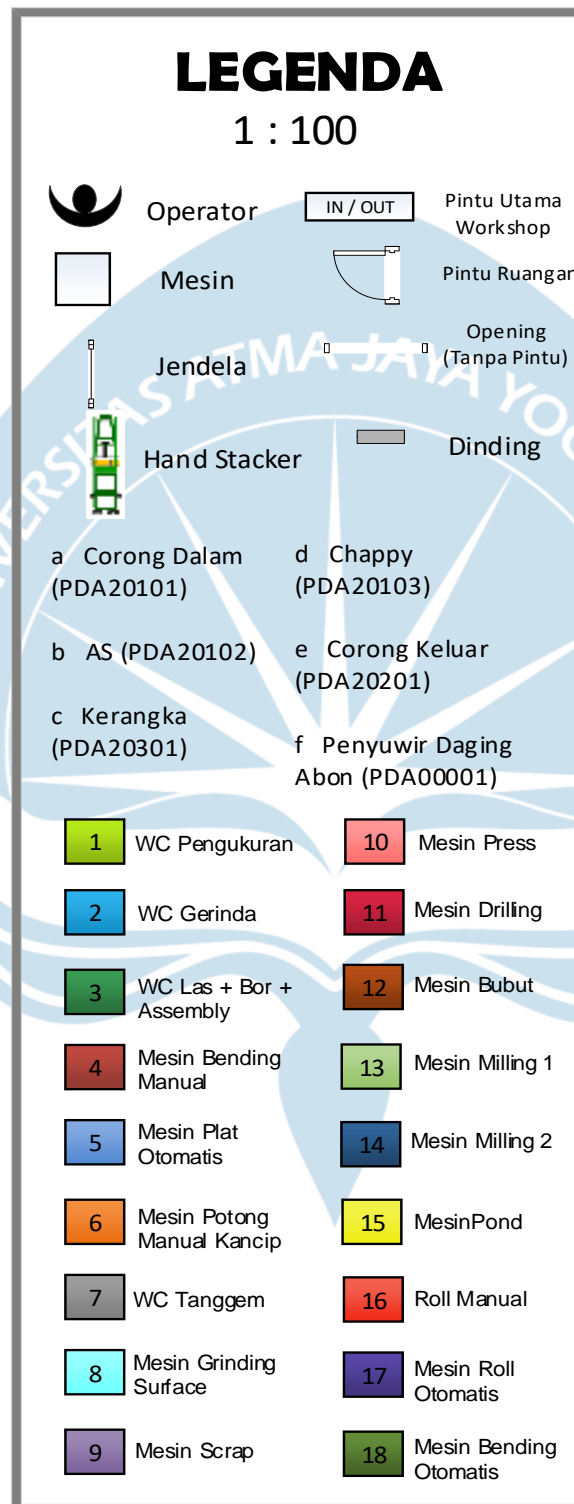 LEGENDA
1 : 100
Operator
IN / OUT
Pintu Utama
Workshop
Mesin
Pintu Ruangan
Jendela
Opening
(Tanpa Pintu)
Hand Stacker
Dinding
a Corong Dalam
(PDA20101)
d Chappy
(PDA20103)
b AS (PDA20102)
e Corong Keluar
(PDA20201)
c Kerangka
(PDA20301)
f Penyuwir Daging
Abon (PDA00001)
1 WC Pengukuran
10 Mesin Press
2 WC Gerinda
11 Mesin Drilling
3 WC Las + Bor +
Assembly
12 Mesin Bubut
4 Mesin Bending
Manual
13 Mesin Milling 1
5 Mesin Plat
Otomatis
14 Mesin Milling 2
6 Mesin Potong
Manual Kancip
15 MesinPond
7 WC Tanggem
16 Roll Manual
8 Mesin Grinding
Surface
17 Mesin Roll
Otomatis
9 Mesin Scrap
18 Mesin Bending
Otomatis
ATMA JAYA